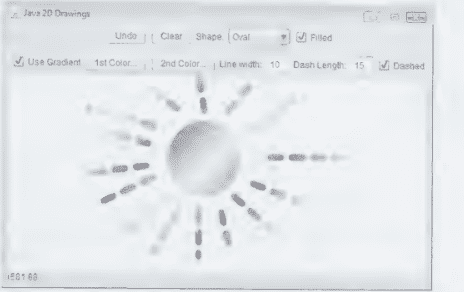 Java 2D Drawings
Undo Clear Shape: Oval Filled
Use Gradient 1st Color... 2nd Color... Line width: 10 Dash Length: 15 Dashed